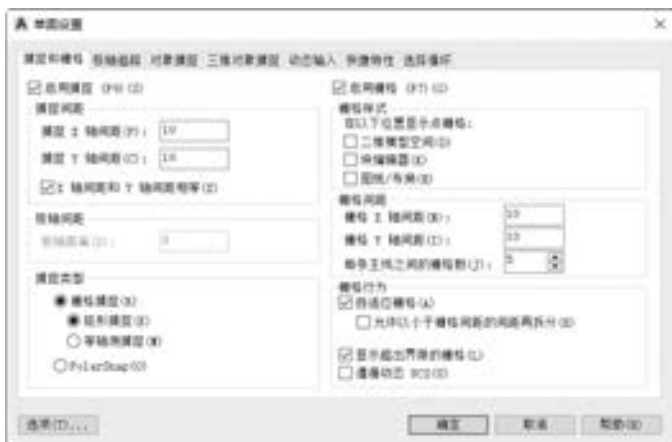 草图设置
捕捉和栅格 极轴追踪 对象捕捉 三维对象捕捉 动态输入 快捷特性 选择循环
启用捕捉 (F9)(S)
捕捉间距
捕捉 X 轴间距(P): 10
捕捉 Y 轴间距(C): 10
X 轴间距和 Y 轴间距相等(X)
极轴间距
极轴距离(D): 0
捕捉类型
栅格捕捉(R)
矩形捕捉(E)
等轴测捕捉(M)
PolarSnap(O)
启用栅格 (F7)(G)
栅格样式
在以下位置显示点栅格:
二维模型空间(D)
块编辑器(K)
图纸/布局(H)
栅格间距
栅格 X 轴间距(N): 10
栅格 Y 轴间距(I): 10
每条主线之间的栅格数(J): 5
栅格行为
自适应栅格(A)
允许以小于栅格间距的间距再拆分(B)
显示超出界限的栅格(L)
遵循动态 UCS(U)
选项(T)...
确定 取消 帮助(H)